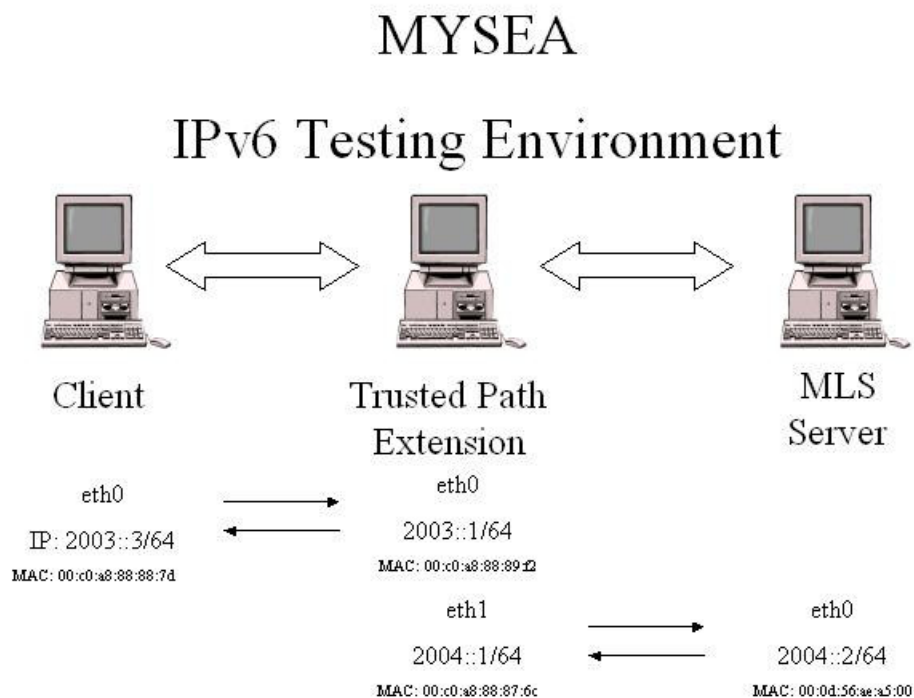 MYSEA
IPv6 Testing Environment
Client
Trusted Path
Extension
MLS
Server
eth0
IP: 2003::3/64
MAC: 00:c0:a8:88:88:7d
eth0
2003::1/64
MAC: 00:c0:a8:88:89:f2
eth1
2004::1/64
MAC: 00:c0:a8:88:87:6c
eth0
2004::2/64
MAC: 00:0d:56:ae:a5:00